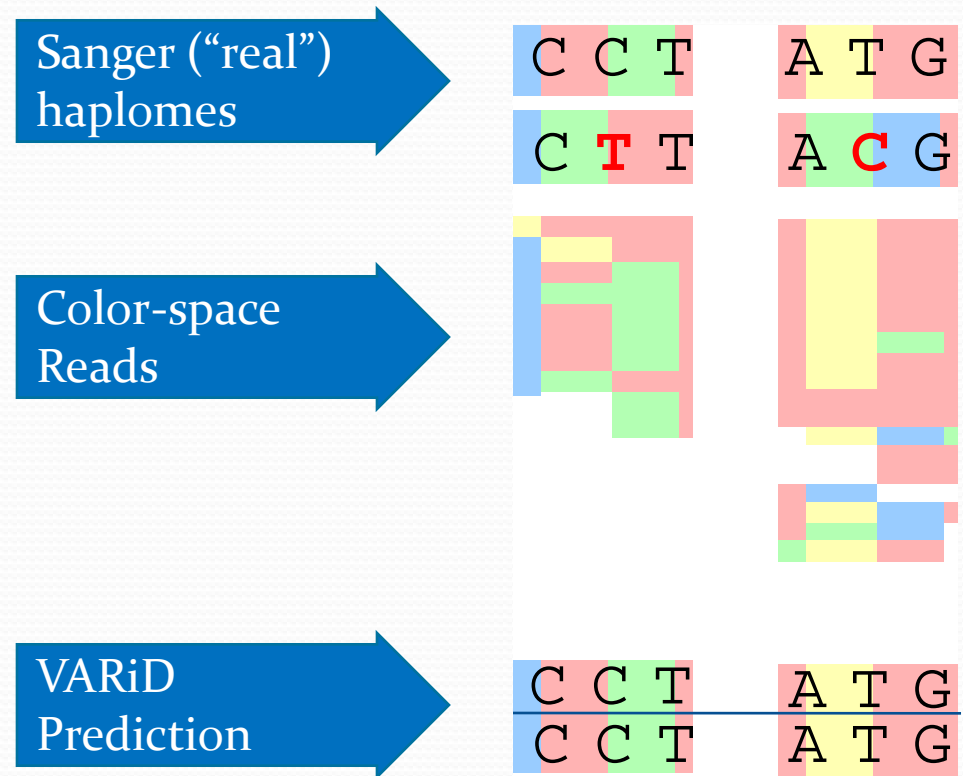 Sanger (“real”)
haplomes
C C T A T G
C T T A C G
Color-space
Reads
VARiD
Prediction
C C T A T G
C C T A T G